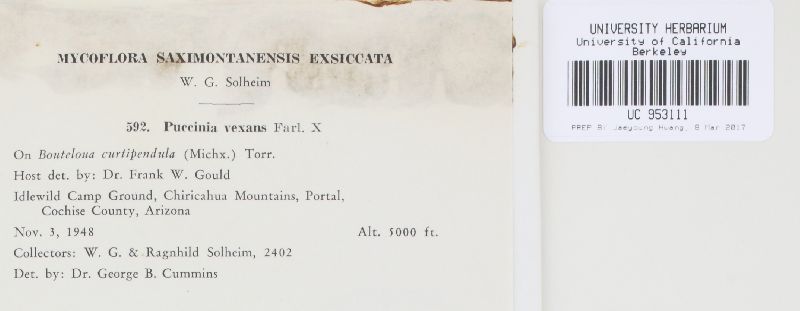 MYCOFLORA SAXIMONTANENSIS EXSICCATA
W. G. Solheim
592. Puccinia vexans Farl. X
On Bouteloua curtipendula (Michx.) Torr.
Host det. by: Dr. Frank W. Gould
Idlewild Camp Ground, Chiricahua Mountains, Portal,
Cochise County, Arizona
Nov. 3, 1948 Alt. 5000 ft.
Collectors: W. G. & Ragnhild Solheim, 2402
Det. by: Dr. George B. Cummins
UNIVERSITY HERBARIUM
University of California
Berkeley
UC 953111
PREP BY Jaeyoung Huang, 8 Mar 2017